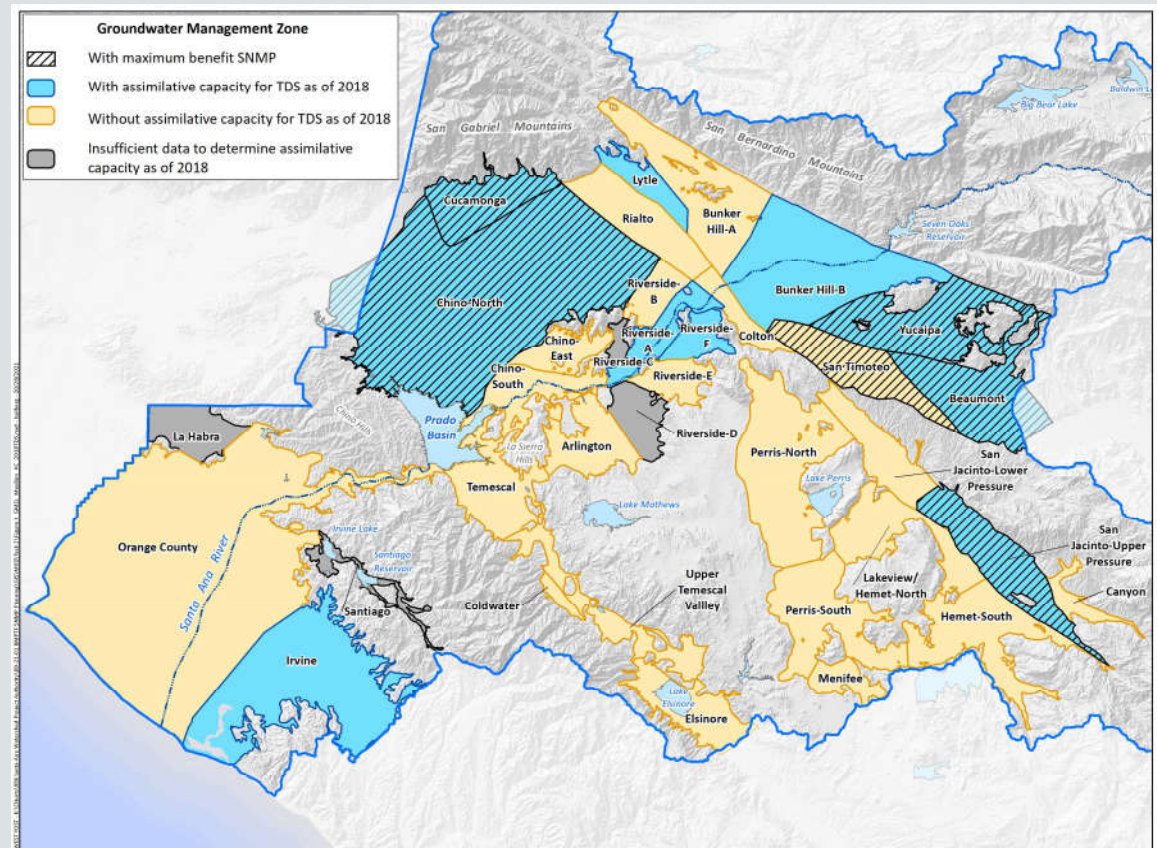 Groundwater Management Zone
With maximum benefit SNMP
With assimilative capacity for TDS as of 2018
Without assimilative capacity for TDS as of 2018
Insufficient data to determine assimilative
capacity as of 2018
San Gabriel Mountains
San Bernardino Mountains
Big Bear Lake
Baldwin
Cucamonga
Lytle
Rialto
Bunker
Hill-A
Seven Oaks
Reservoir
Chino-North
Riverside-
B
Bunker Hill-B
Riverside-
A
Riverside-
F
Colton
Yucaipa
Chino-
East
Riverside-C
Chino-
South
Riverside-E
San Timoteo
Beaumont
La Habra
Chino Hills
Prado
Basin
La Sierra
Hills
Arlington
Riverside-D
Perris-North
San
Jacinto-Lower
Pressure
Temescal
Lake Mathews
Lake Perris
Orange County
Santa Ana River
Irvine Lake
Santiago
Reservoir
Santiago
Coldwater
Upper
Temescal
Vallley
Lakeview/
Hemet-North
San
Jacinto-Upper
Pressure
Canyon
Perris-South
Hemet-South
Irvine
Menifee
Lake
Elsinore
Elsinore